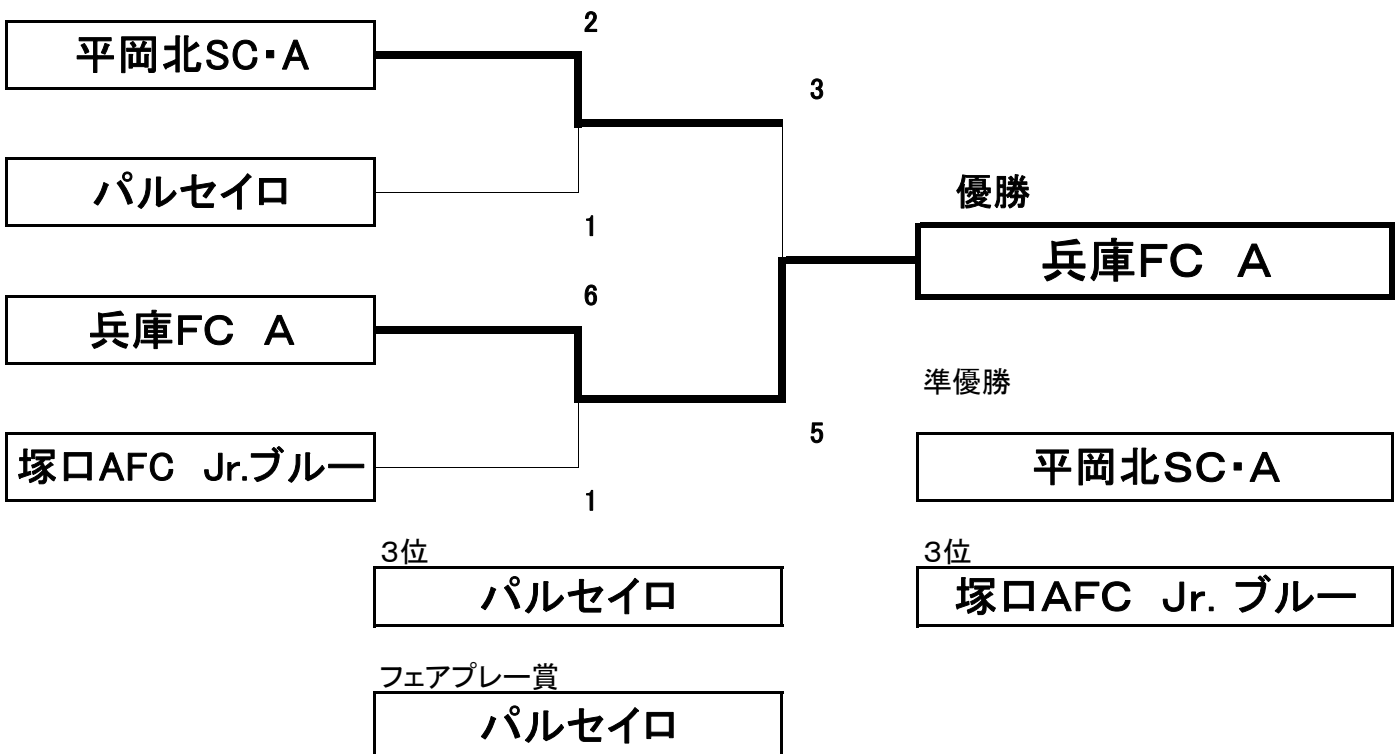 2
平岡北SC・A
3
パルセイロ
優勝
1
兵庫FC　A
6
兵庫FC　A
準優勝
5
塚口AFC　Jr.ブルー
平岡北SC・A
1
3位
3位
パルセイロ
塚口AFC　Jr. ブルー
フェアプレー賞
パルセイロ